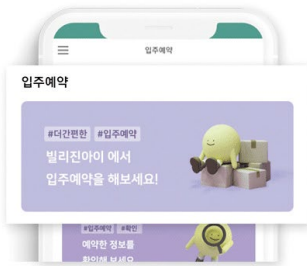 입주예약
입주예약
#더간편한 #입주예약
빌리진아이 에서
입주예약을 해보세요!
#입주예약 #확인
예약한 정보를
확인해 보세요